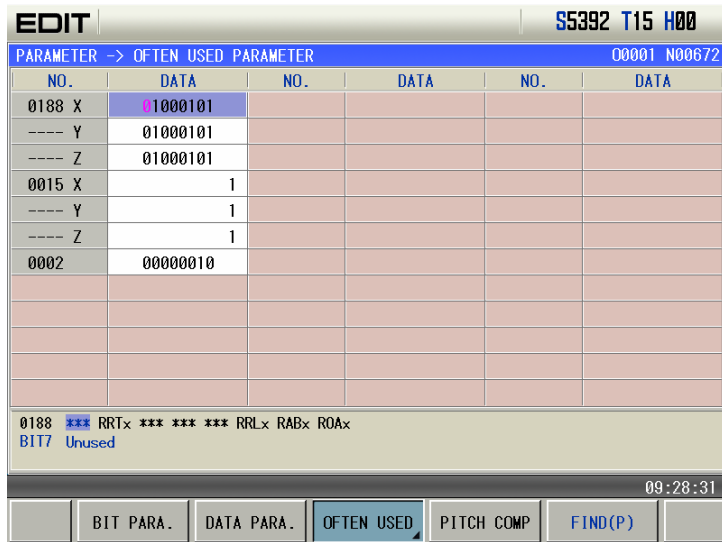 EDIT S5392 T15 H00
PARAMETER -> OFTEN USED PARAMETER O0001 N00672
NO. DATA NO. DATA NO. DATA
0188 X 01000101
---- Y 01000101
---- Z 01000101
0015 X 1
---- Y 1
---- Z 1
0002 00000010
0188 *** RRTx *** *** *** RRLx RABx ROAx
BIT7 Unused
09:28:31
BIT PARA. DATA PARA. OFTEN USED PITCH COMP FIND(P)